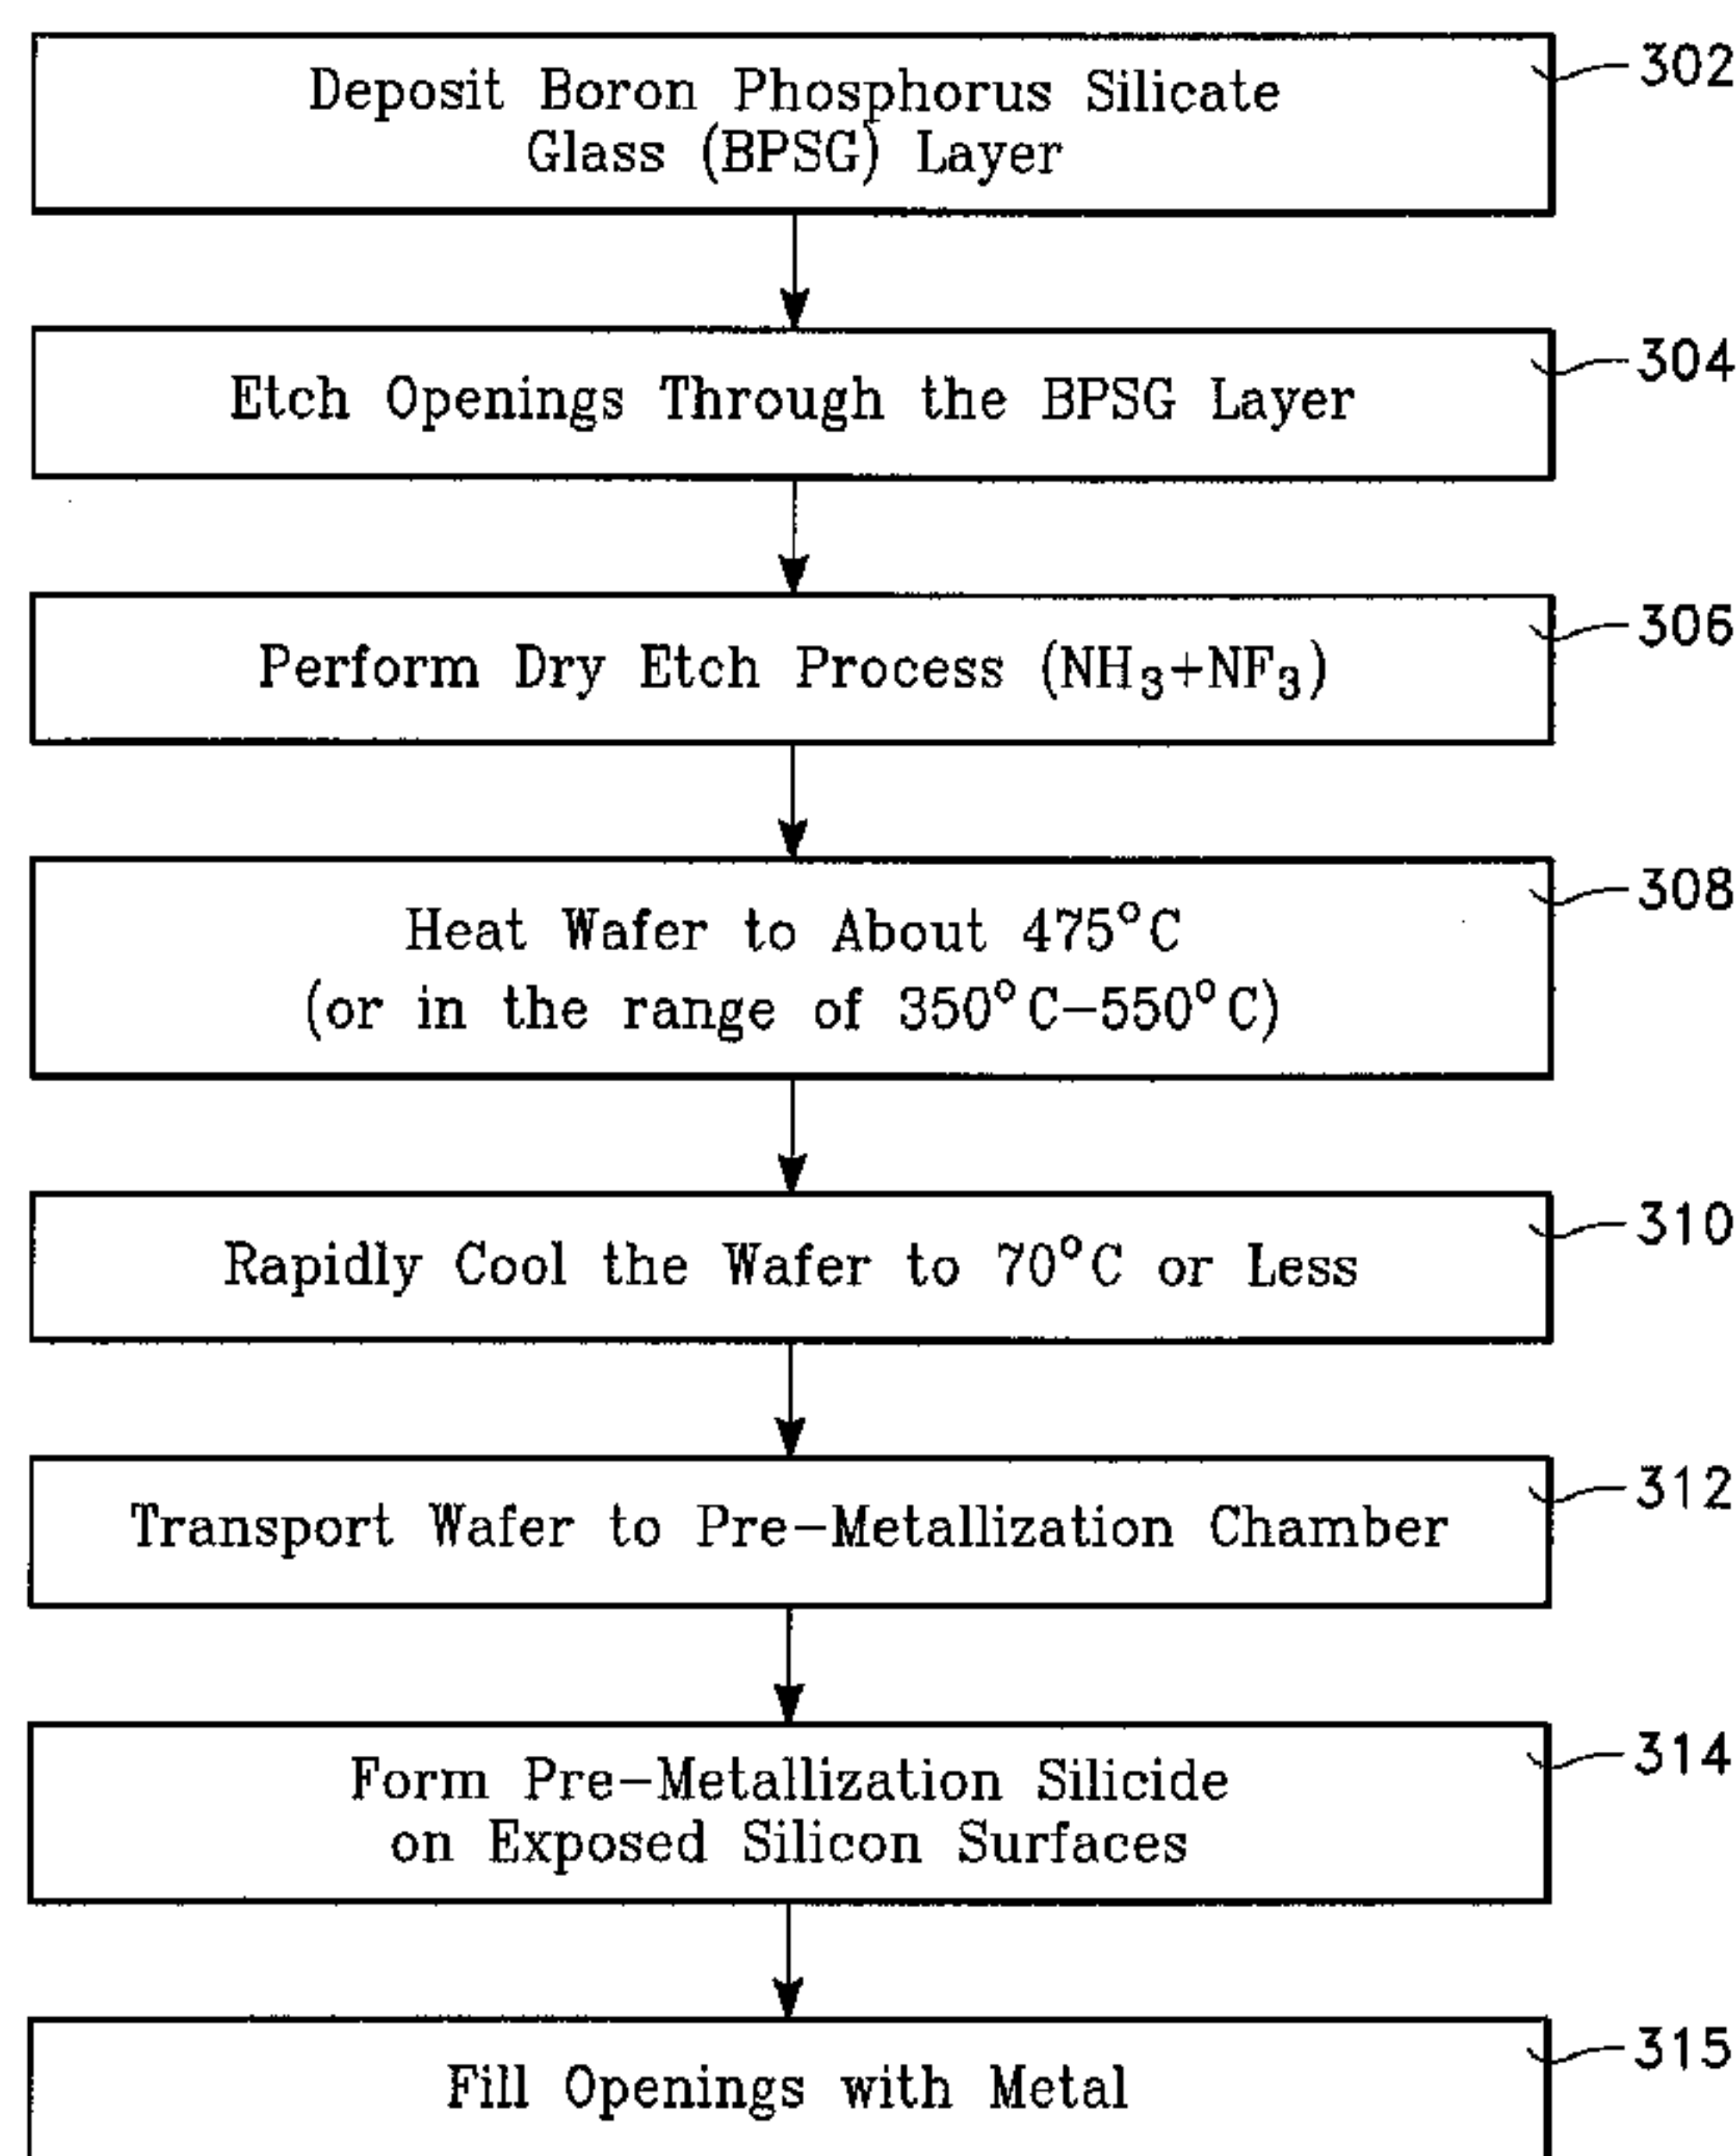 Deposit Boron Phosphorus Silicate
Glass (BPSG) Layer
302
Etch Openings Through the BPSG Layer
304
Perform Dry Etch Process (NH₃+NF₃)
306
Heat Wafer to About 475°C
(or in the range of 350°C-550°C)
308
Rapidly Cool the Wafer to 70°C or Less
310
Transport Wafer to Pre-Metallization Chamber
312
Form Pre-Metallization Silicide
on Exposed Silicon Surfaces
314
Fill Openings with Metal
315